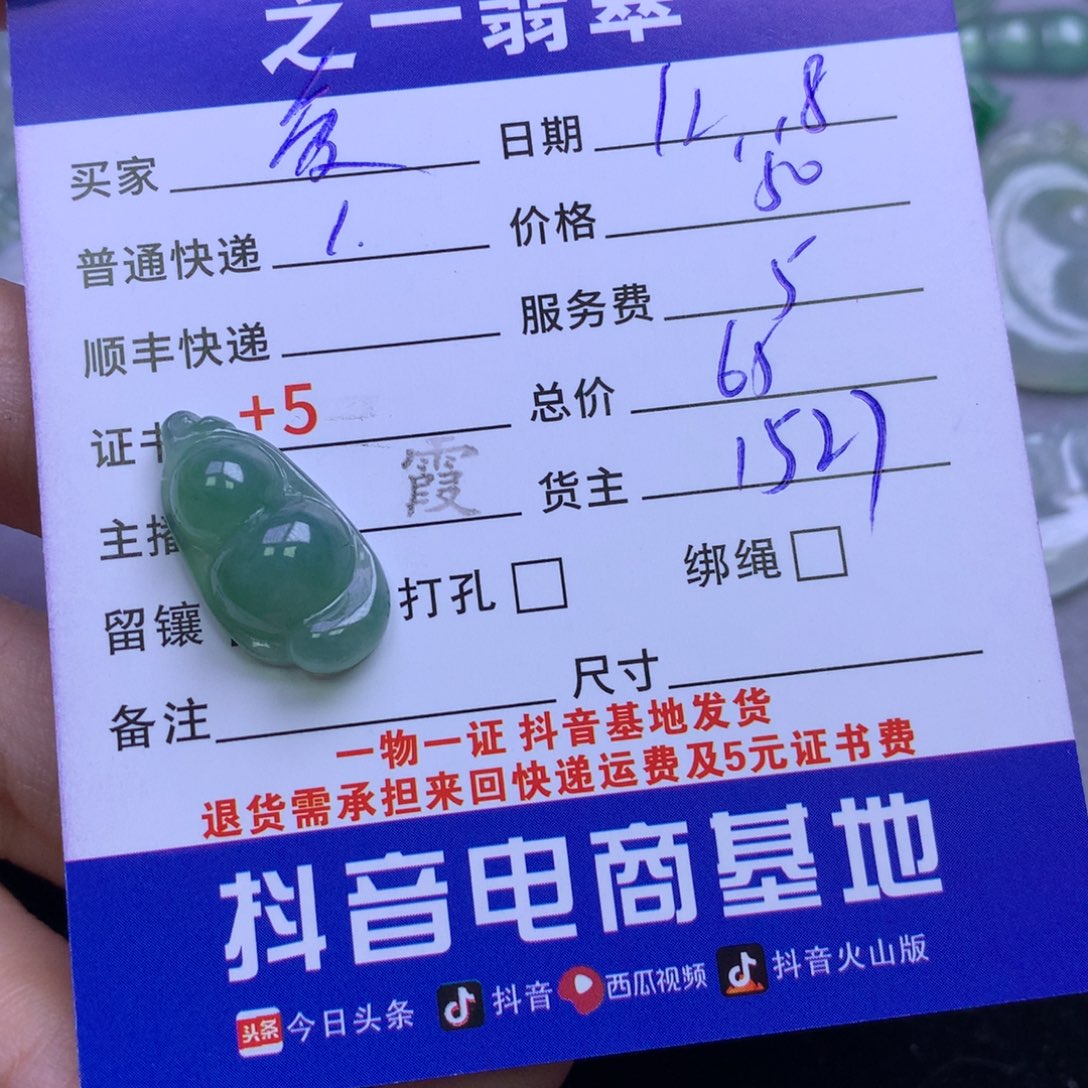 之一翡翠
买家 日期 11.8
普通快递 1. 价格 50
顺丰快递 服务费 5
证书 +5 总价 60
主播 霞 货主 1527
留镶 打孔 绑绳
备注 尺寸
一物一证 抖音基地发货
退货需承担来回快递运费及5元证书费
抖音电商基地
头条 今日头条 抖音 西瓜视频 抖音火山版